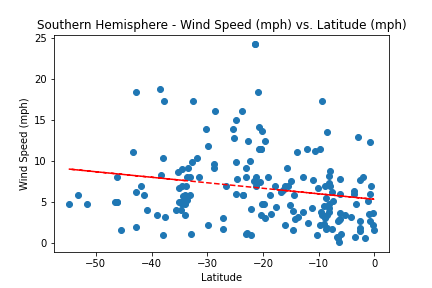 Southern Hemisphere - Wind Speed (mph) vs. Latitude (mph)
25
20
15
10
5
0
Wind Speed (mph)
−50 −40 −30 −20 −10 0
Latitude